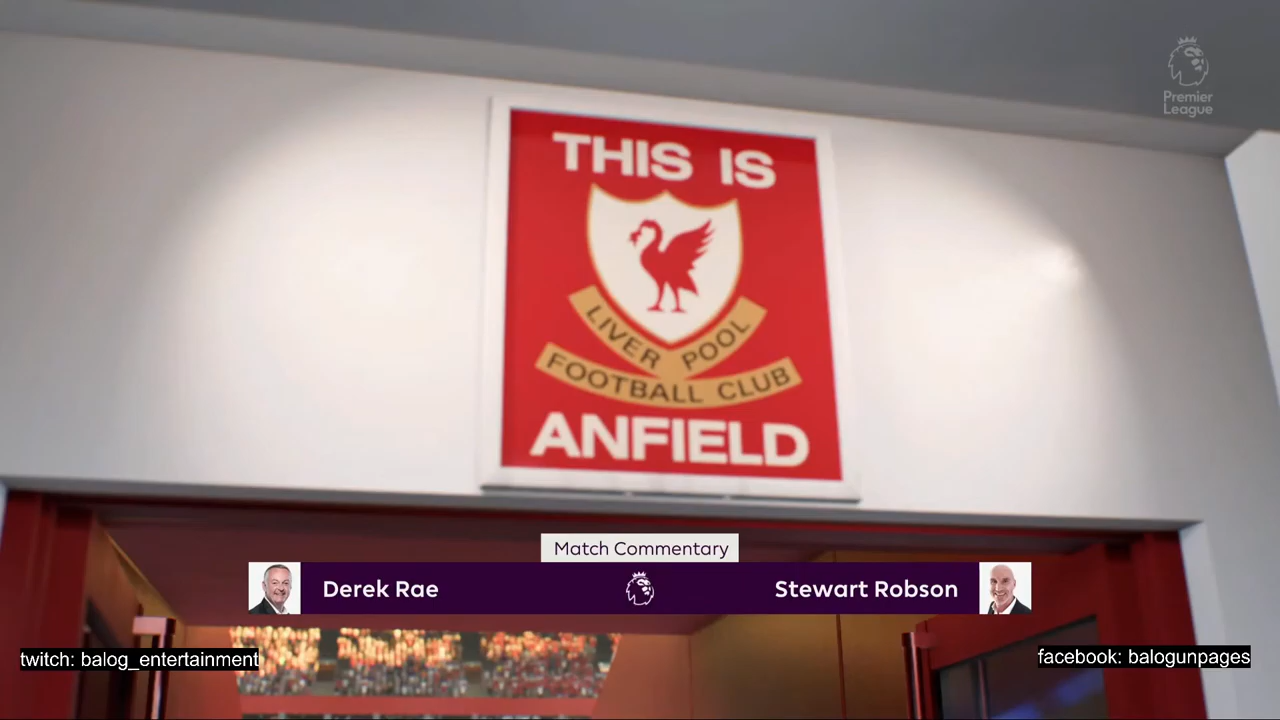 Premier
League
THIS IS
LIVER POOL
FOOTBALL CLUB
ANFIELD
Match Commentary
Derek Rae
Stewart Robson
twitch: balog_entertainment
facebook: balogunpages